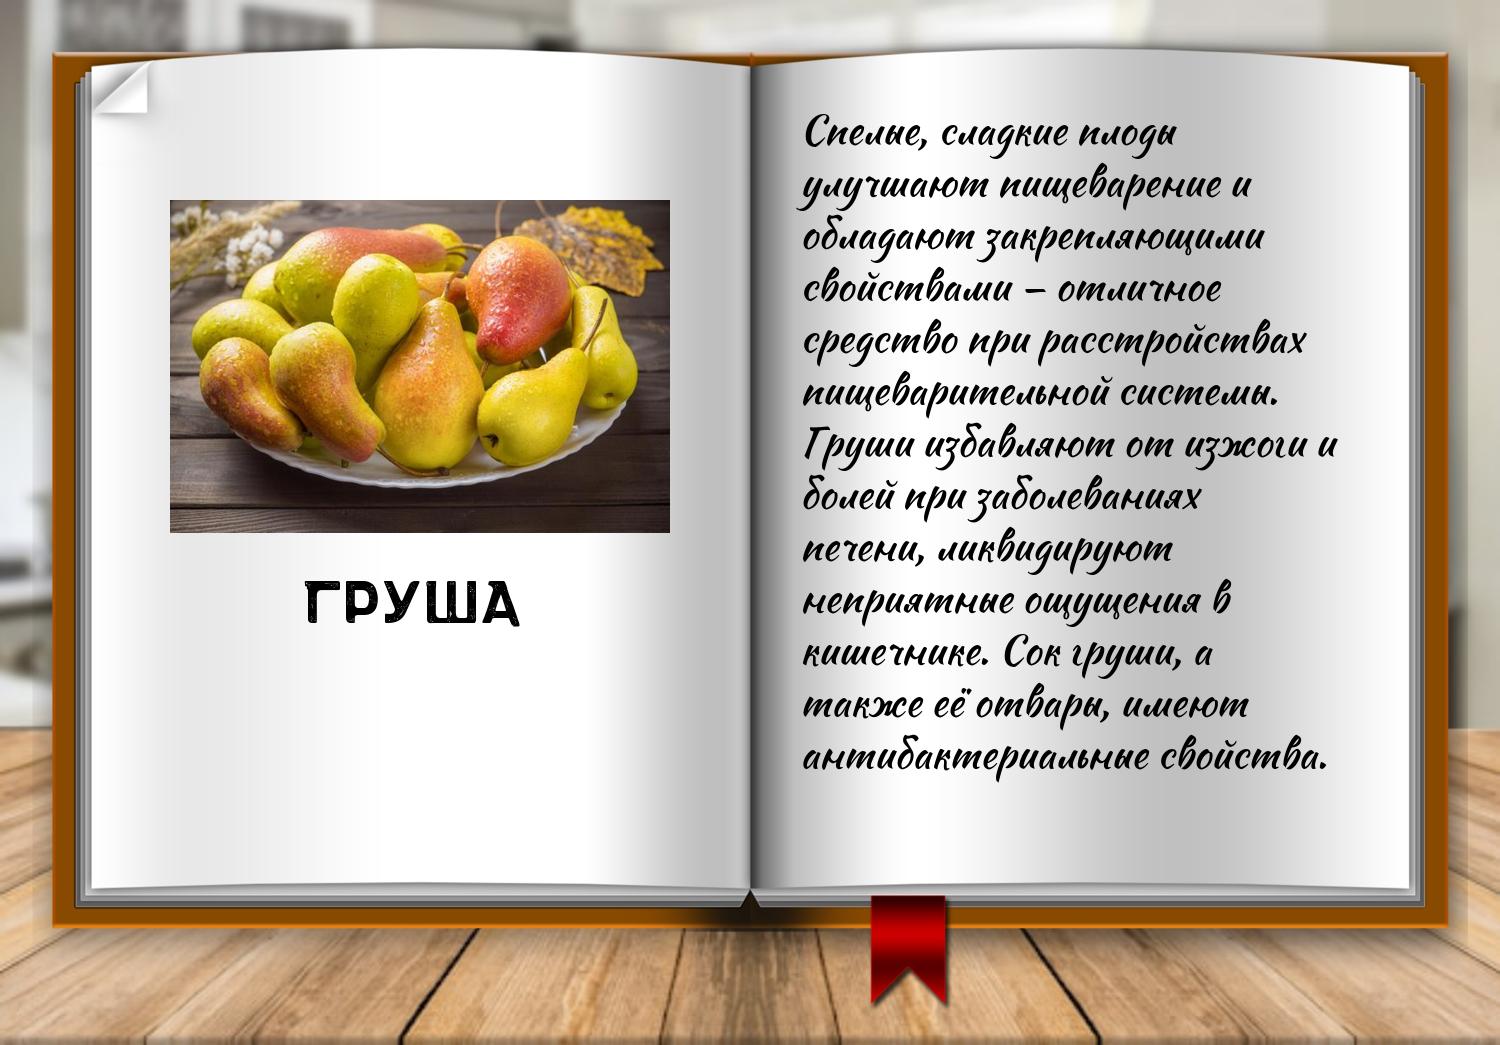 ГРУША
Спелые, сладкие плоды
улучшают пищеварение и
обладают закрепляющими
свойствами – отличное
средство при расстройствах
пищеварительной системы.
Груши избавляют от изжоги и
болей при заболеваниях
печени, ликвидируют
неприятные ощущения в
кишечнике. Сок груши, а
также её отвары, имеют
антибактериальные свойства.